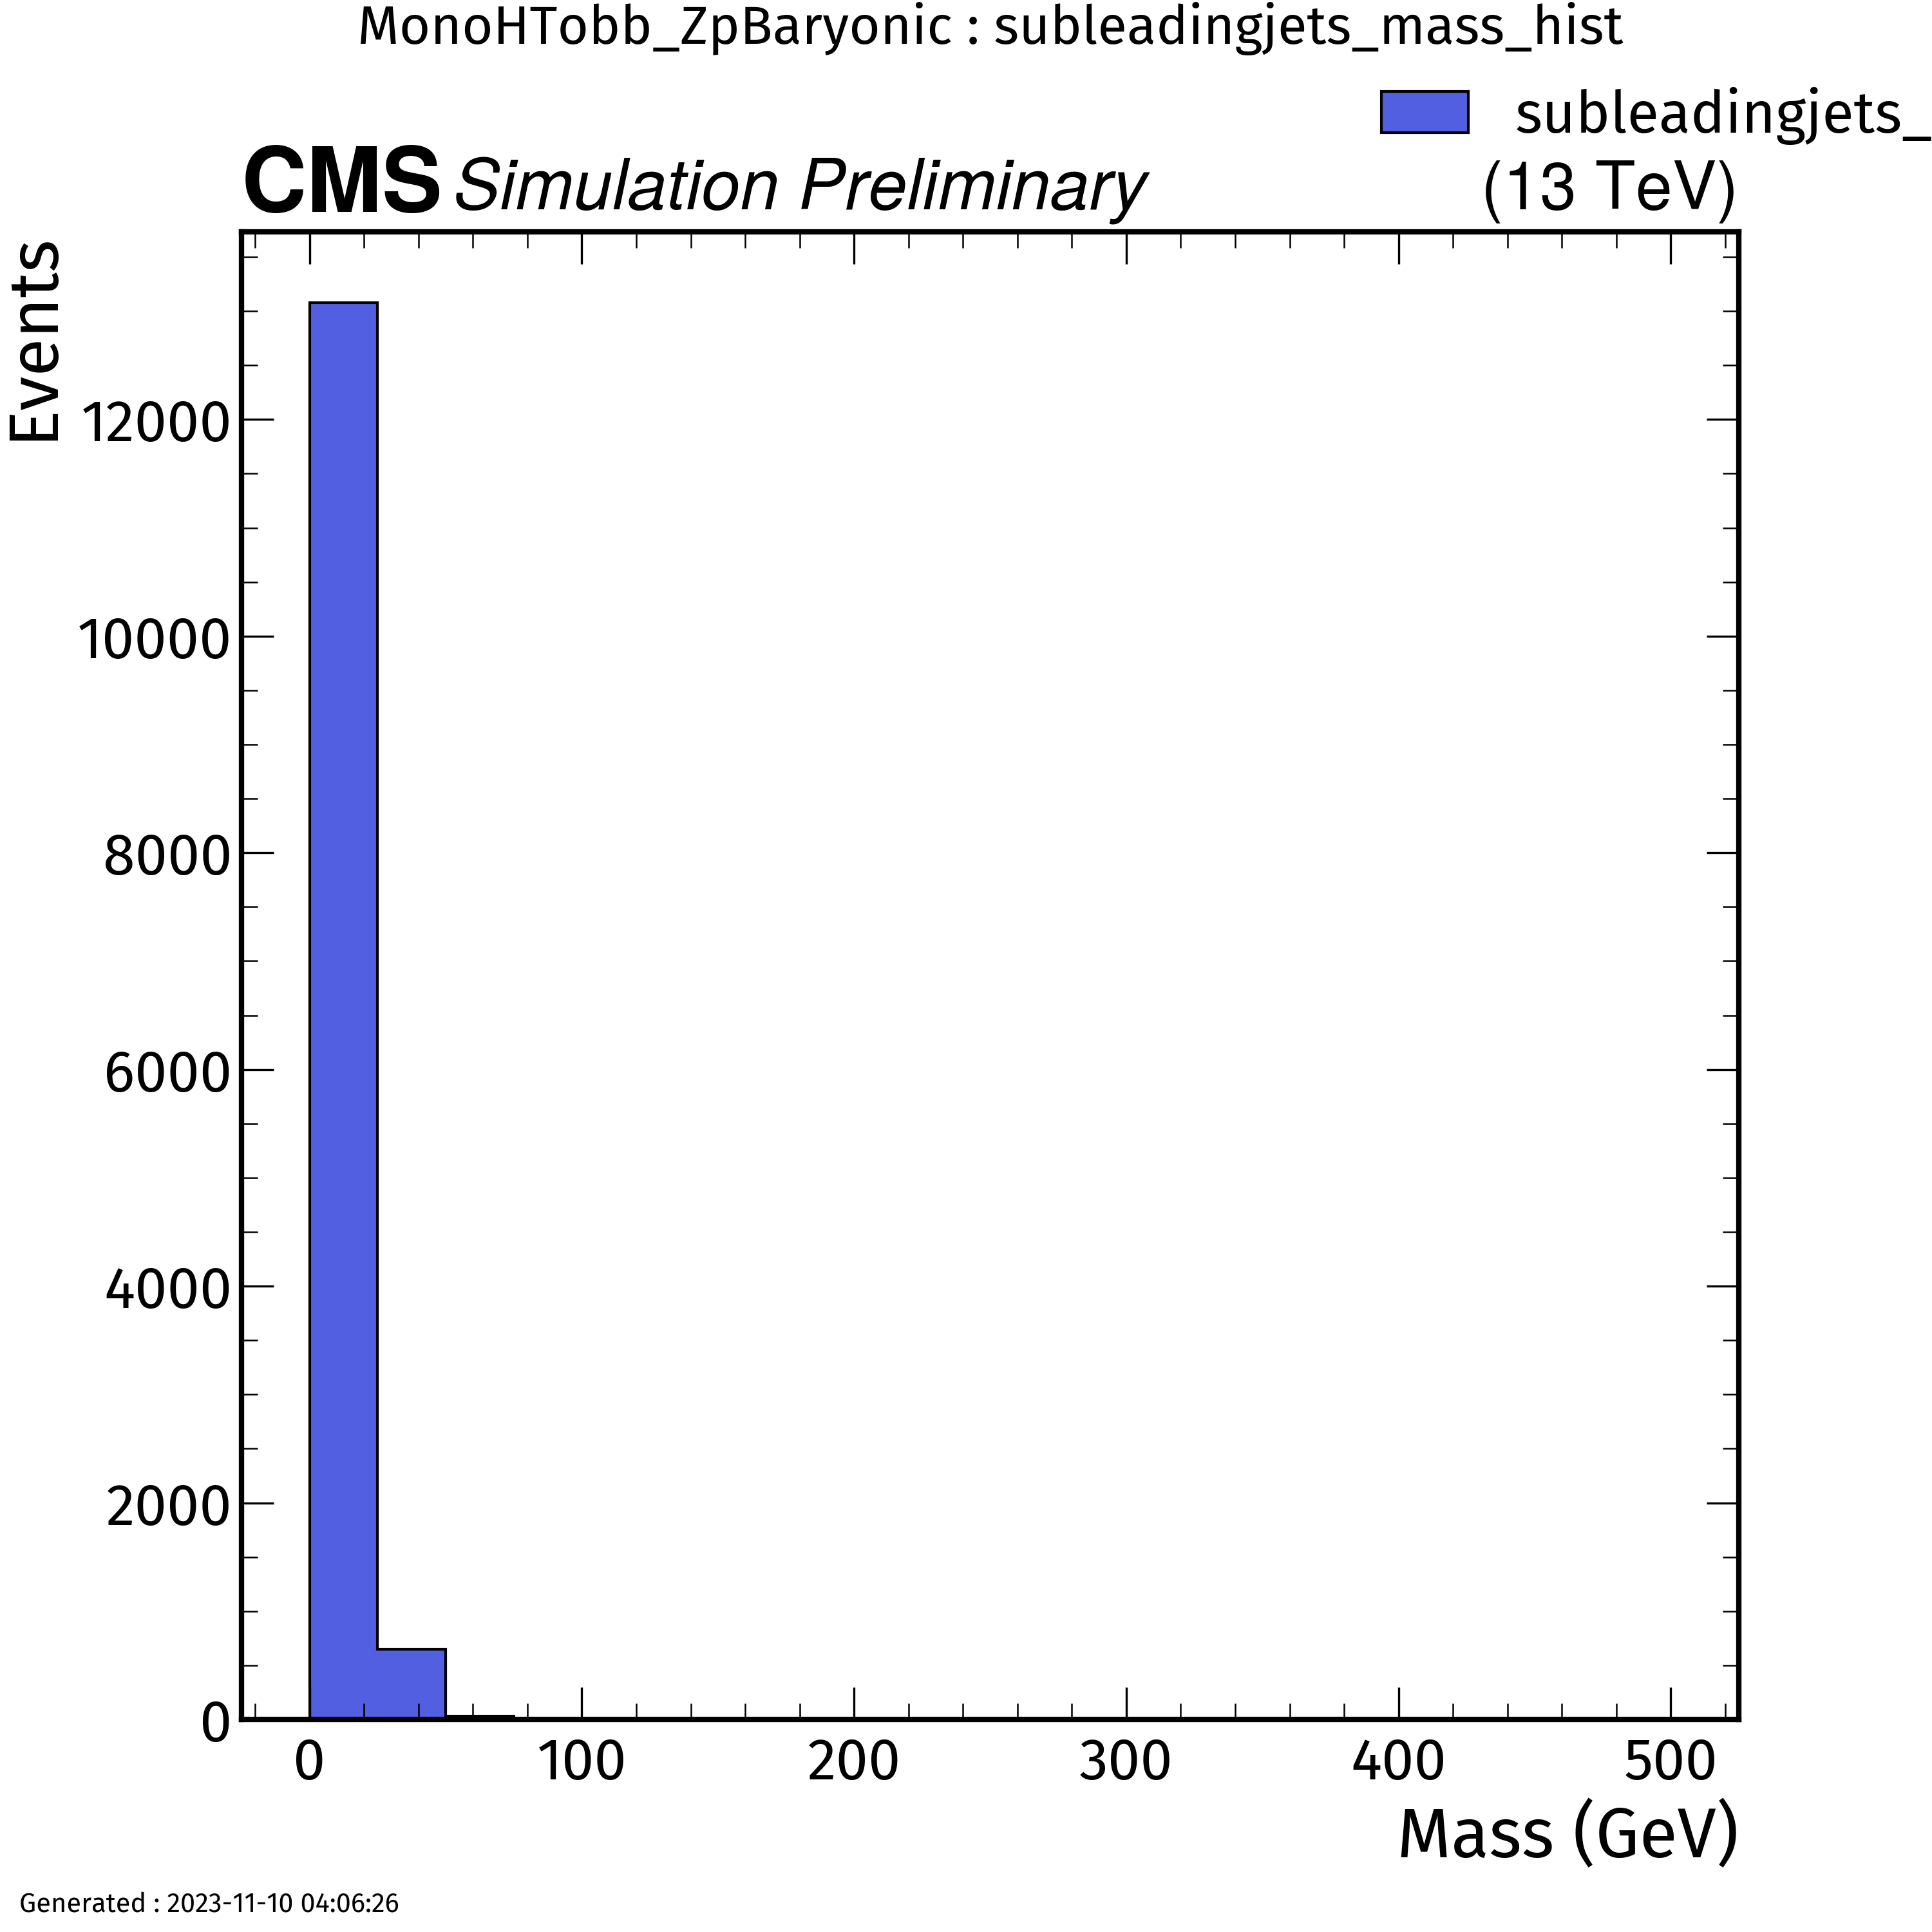 MonoHTobb_ZpBaryonic : subleadingjets_mass_hist
subleadingjets_
CMS Simulation Preliminary (13 TeV)
Events
12000
10000
8000
6000
4000
2000
0
0 100 200 300 400 500
Mass (GeV)
Generated : 2023-11-10 04:06:26